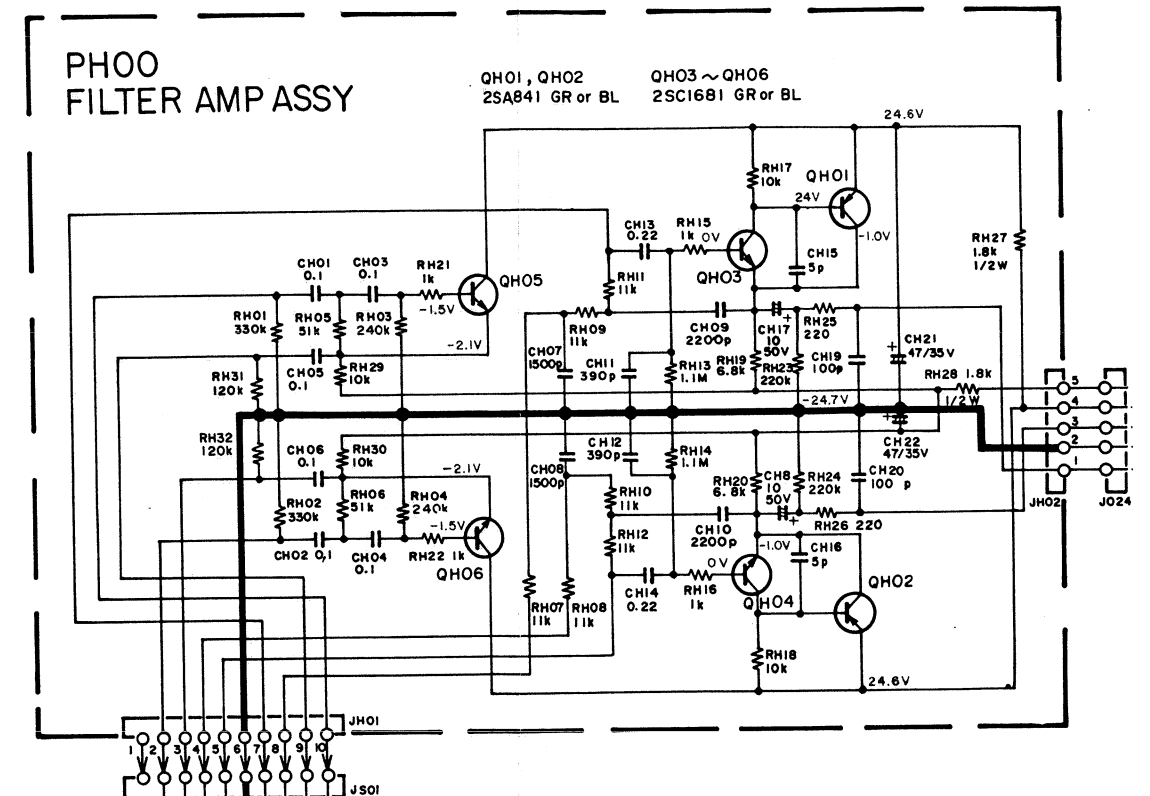 PH00
FILTER AMP ASSY
QH01, QH02
2SA841 GR or BL
QH03~QH06
2SC1681 GR or BL
24.6V
RH17
10k
QH01
24V
-1.0V
CH13
0.22
RH15
1k
0V
QH03
CH15
5p
RH27
1.8k
1/2W
CH01
0.1
CH03
0.1
RH21
1k
QH05
-1.5V
RH11
11k
RH01
330k
RH05
51k
RH03
240k
RH09
11k
CH09
2200p
CH17
10
50V
+
RH25
220
-2.1V
CH07
1500p
CH11
390p
RH13
1.1M
RH19
6.8k
RH23
220k
CH19
100p
+
CH21
47/35V
CH05
0.1
RH29
10k
RH31
120k
RH28 1.8k
1/2W
-24.7V
+
CH22
47/35V
5
4
3
2
1
JH02
J024
RH32
120k
CH06
0.1
RH30
10k
-2.1V
CH08
1500p
CH12
390p
RH14
1.1M
RH20
6.8k
CH8
10
50V
+
RH24
220k
CH20
100 p
RH02
330k
RH06
51k
RH04
240k
-1.5V
RH10
11k
CH10
2200p
RH26 220
CH02 0,1
CH04
0.1
RH22 1k
QH06
RH12
11k
-1.0V
CH16
5p
0V
CH14
0.22
RH16
1k
QH04
QH02
RH07
11k
RH08
11k
RH18
10k
24.6V
JH01
1 2 3 4 5 6 7 8 9 10
JS01